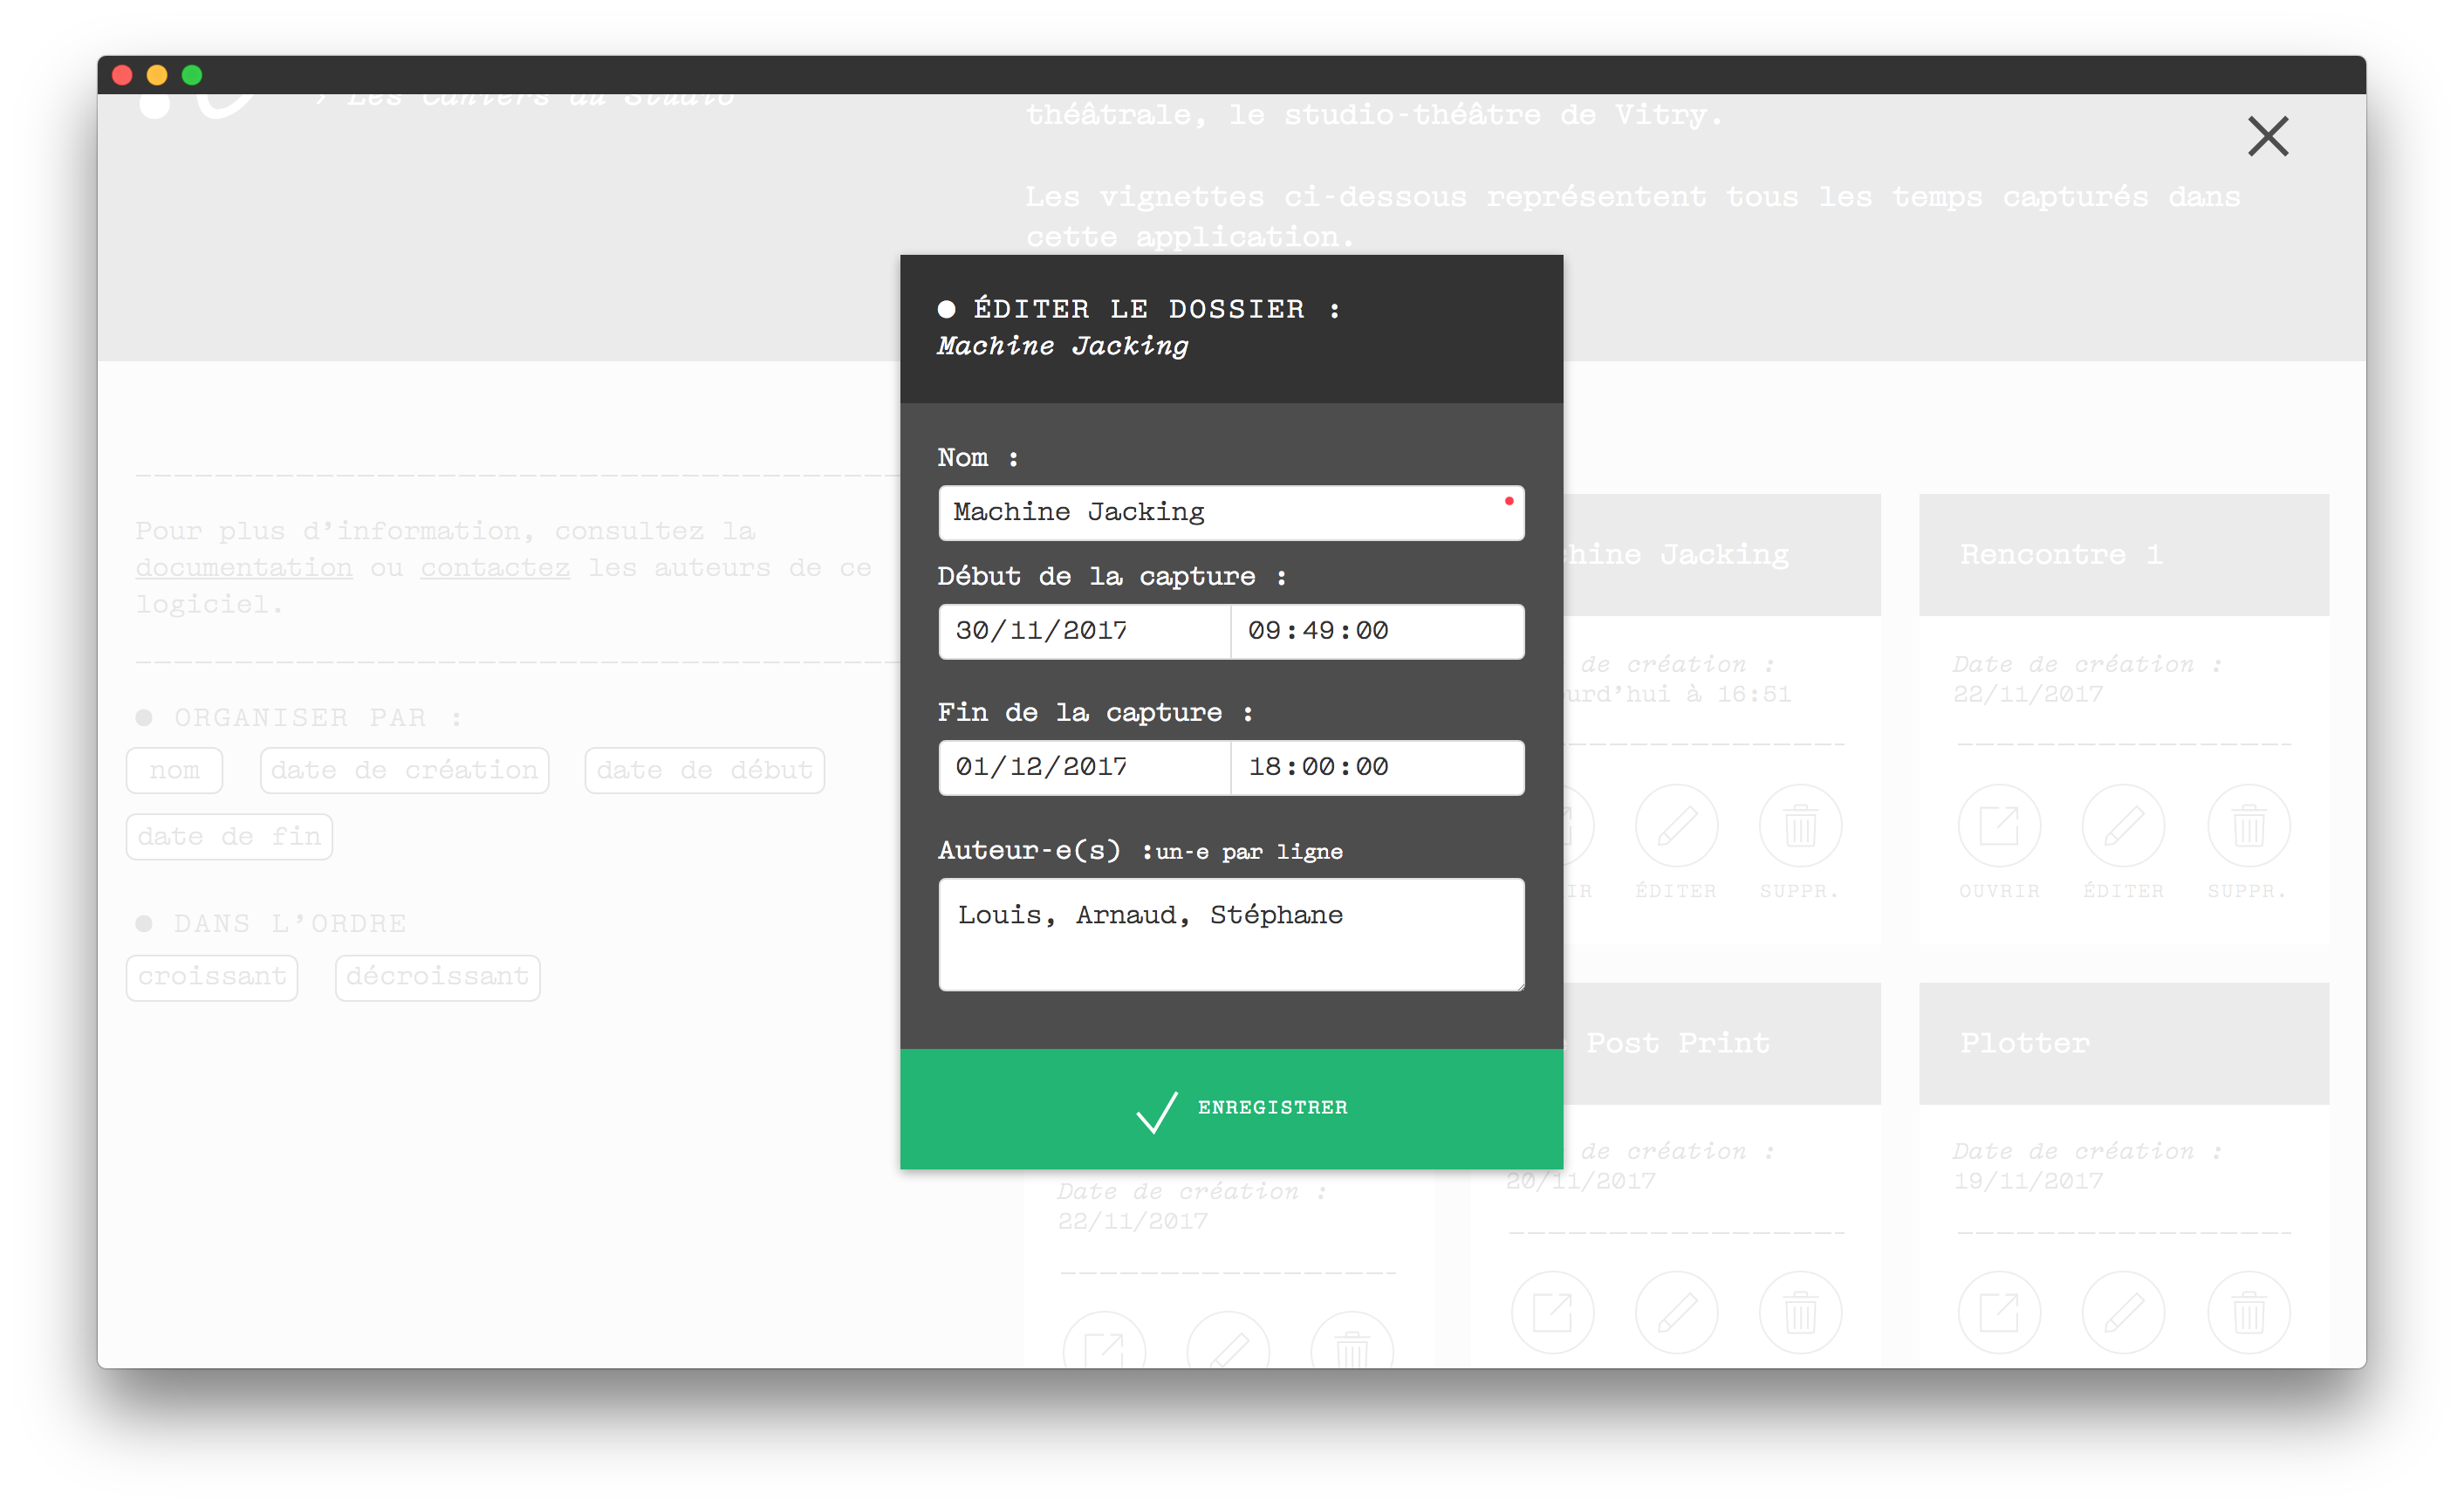 › Les Cahiers du Studio
théâtrale, le studio-théâtre de Vitry.
Les vignettes ci-dessous représentent tous les temps capturés dans
cette application.
Pour plus d’information, consultez la
documentation ou contactez les auteurs de ce
logiciel.
● ORGANISER PAR :
nom
date de création
date de début
date de fin
● DANS L’ORDRE
croissant
décroissant
● ÉDITER LE DOSSIER :
Machine Jacking
Nom :
Machine Jacking
Début de la capture :
30/11/2017
09:49:00
Fin de la capture :
01/12/2017
18:00:00
Auteur-e(s) :un-e par ligne
Louis, Arnaud, Stéphane
ENREGISTRER
hine Jacking
de création :
urd’hui à 16:51
IR
ÉDITER
SUPPR.
Rencontre 1
Date de création :
22/11/2017
OUVRIR
ÉDITER
SUPPR.
Date de création :
22/11/2017
Post Print
de création :
20/11/2017
Plotter
Date de création :
19/11/2017